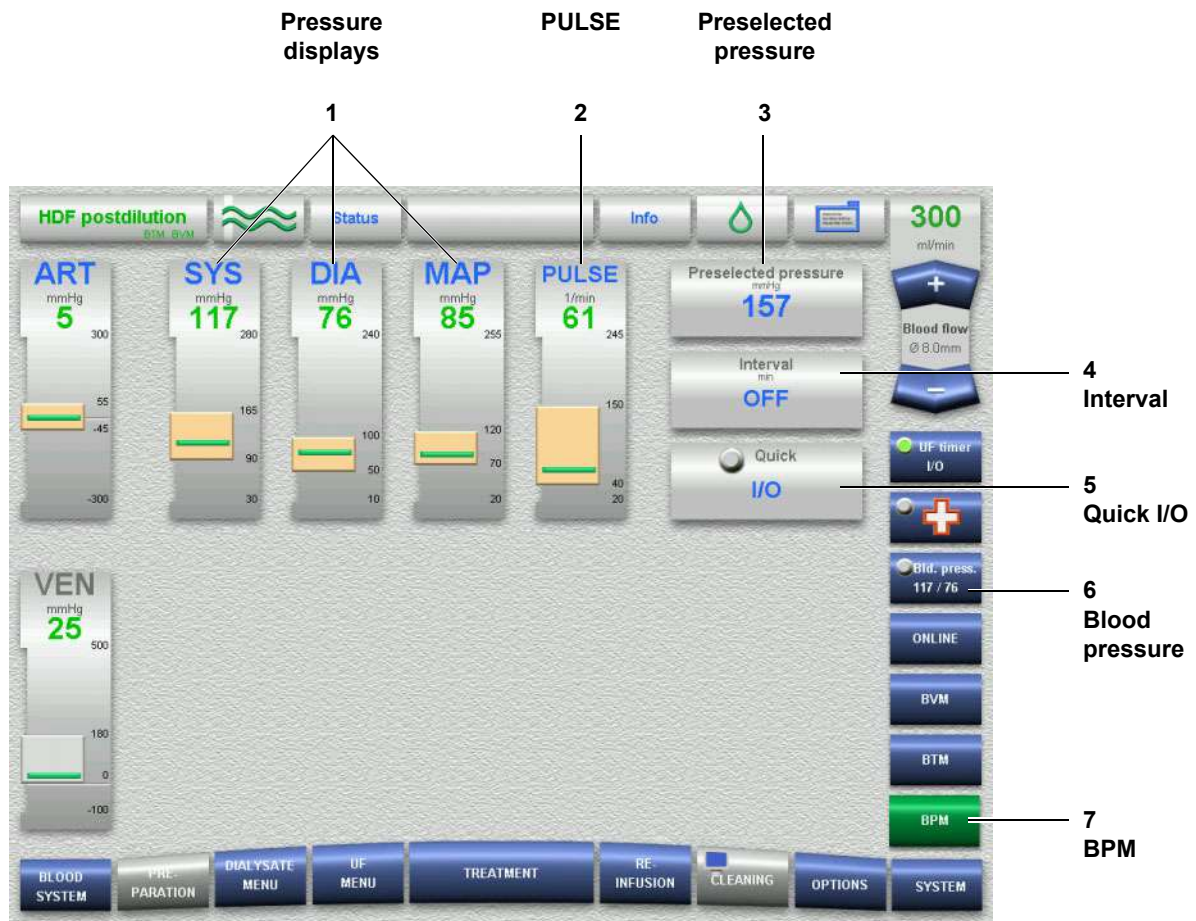 Pressure
displays
PULSE
Preselected
pressure
1
2
3
HDF postdilution
BTM BVM
Status
Info
300
ml/min
+
Blood flow
Ø 8.0mm
–
ART
mmHg
5
300
55
-45
-300
SYS
mmHg
117
280
165
90
30
DIA
mmHg
76
240
100
50
10
MAP
mmHg
85
255
120
70
20
PULSE
1/min
61
245
150
40
20
Preselected pressure
mmHg
157
Interval
min
OFF
Quick
I/O
4
Interval
5
Quick I/O
6
Blood
pressure
7
BPM
UF timer
I/O
Bld. press.
117 / 76
ONLINE
BVM
BTM
BPM
VEN
mmHg
25
500
180
0
-100
BLOOD
SYSTEM
PRE-
PARATION
DIALYSATE
MENU
UF
MENU
TREATMENT
RE-
INFUSION
CLEANING
OPTIONS
SYSTEM